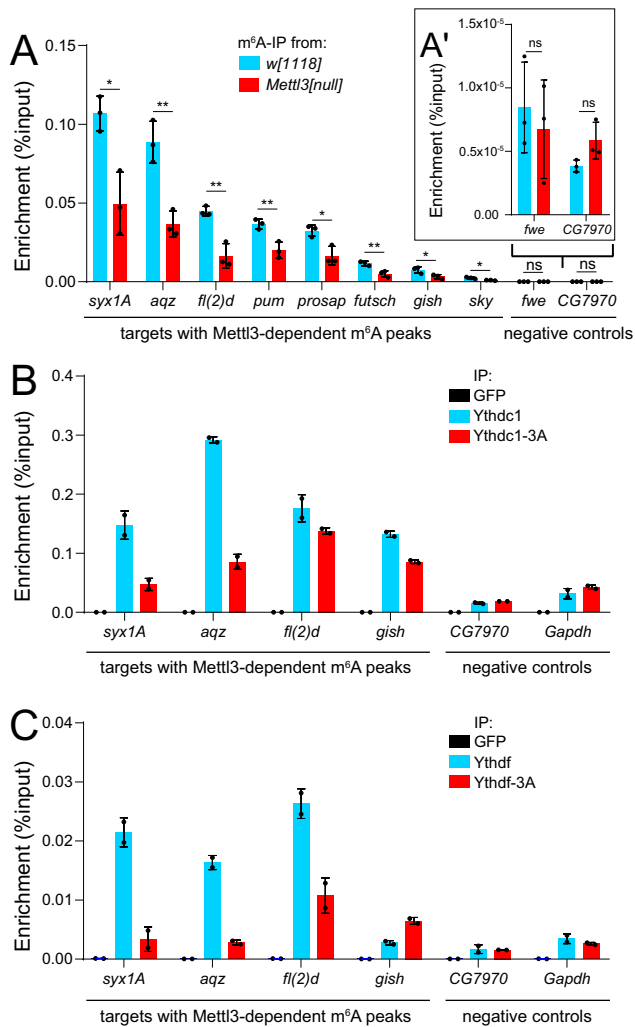 A
Enrichment (%input)
0.15
0.10
0.05
0.00
m⁶A-IP from:
w[1118]
Mettl3[null]
* ** ** ** * ** * * ns ns
syx1A aqz fl(2)d pum prosap futsch gish sky fwe CG7970
targets with Mettl3-dependent m⁶A peaks negative controls
A'
Enrichment (%input)
1.5*10⁻⁵
1.0*10⁻⁵
0.5*10⁻⁵
0.00
ns ns
fwe CG7970
B
Enrichment (%input)
0.4
0.3
0.2
0.1
0.0
IP:
GFP
Ythdc1
Ythdc1-3A
syx1A aqz fl(2)d gish CG7970 Gapdh
targets with Mettl3-dependent m⁶A peaks negative controls
C
Enrichment (%input)
0.04
0.03
0.02
0.01
0.00
IP:
GFP
Ythdf
Ythdf-3A
syx1A aqz fl(2)d gish CG7970 Gapdh
targets with Mettl3-dependent m⁶A peaks negative controls